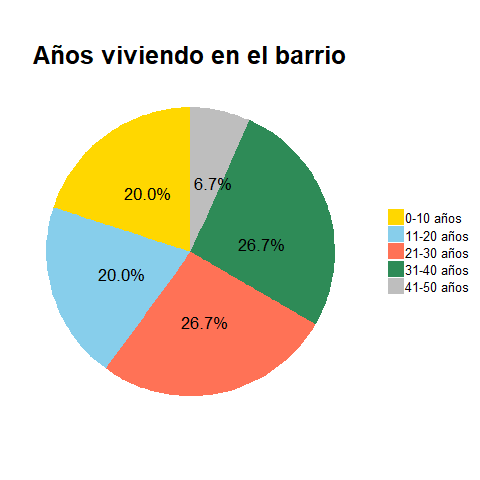 Años viviendo en el barrio
6.7%
20.0%
26.7%
20.0%
26.7%
0-10 años
11-20 años
21-30 años
31-40 años
41-50 años